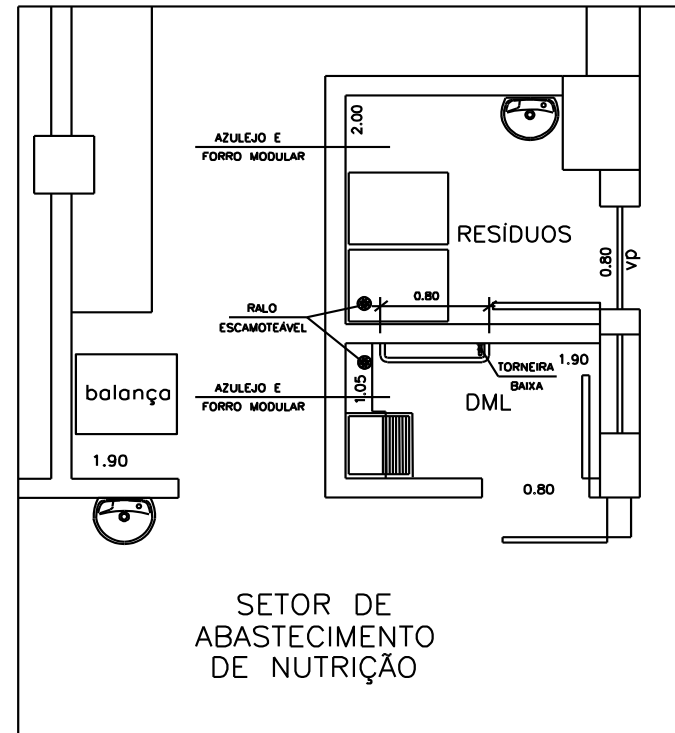 2.00
AZULEJO E
FORRO MODULAR
RESÍDUOS
0.80
vp
0.80
RALO
ESCAMOTEÁVEL
1.90
TORNEIRA
BAIXA
balança
1.05
AZULEJO E
FORRO MODULAR
DML
1.90
0.80
SETOR DE
ABASTECIMENTO
DE NUTRIÇÃO